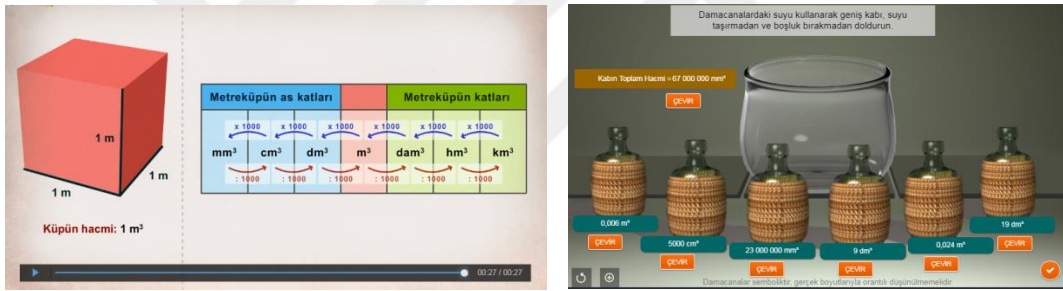 Metreküpün as katları
Metreküpün katları
x 1000
x 1000
x 1000
x 1000
x 1000
x 1000
mm³
cm³
dm³
m³
dam³
hm³
km³
: 1000
: 1000
: 1000
: 1000
: 1000
: 1000
1 m
1 m
1 m
Küpün hacmi: 1 m³
00:27 / 00:27
Damacanalardaki suyu kullanarak geniş kabı, suyu
taşırmadan ve boşluk bırakmadan doldurun.
Kabın Toplam Hacmi = 67 000 000 mm³
ÇEVİR
0,006 m³
ÇEVİR
5000 cm³
ÇEVİR
23 000 000 mm³
ÇEVİR
9 dm³
ÇEVİR
0,024 m³
ÇEVİR
19 dm³
ÇEVİR
Damacanalar semboliktir, gerçek boyutlarıyla orantılı düşünülmemelidir.